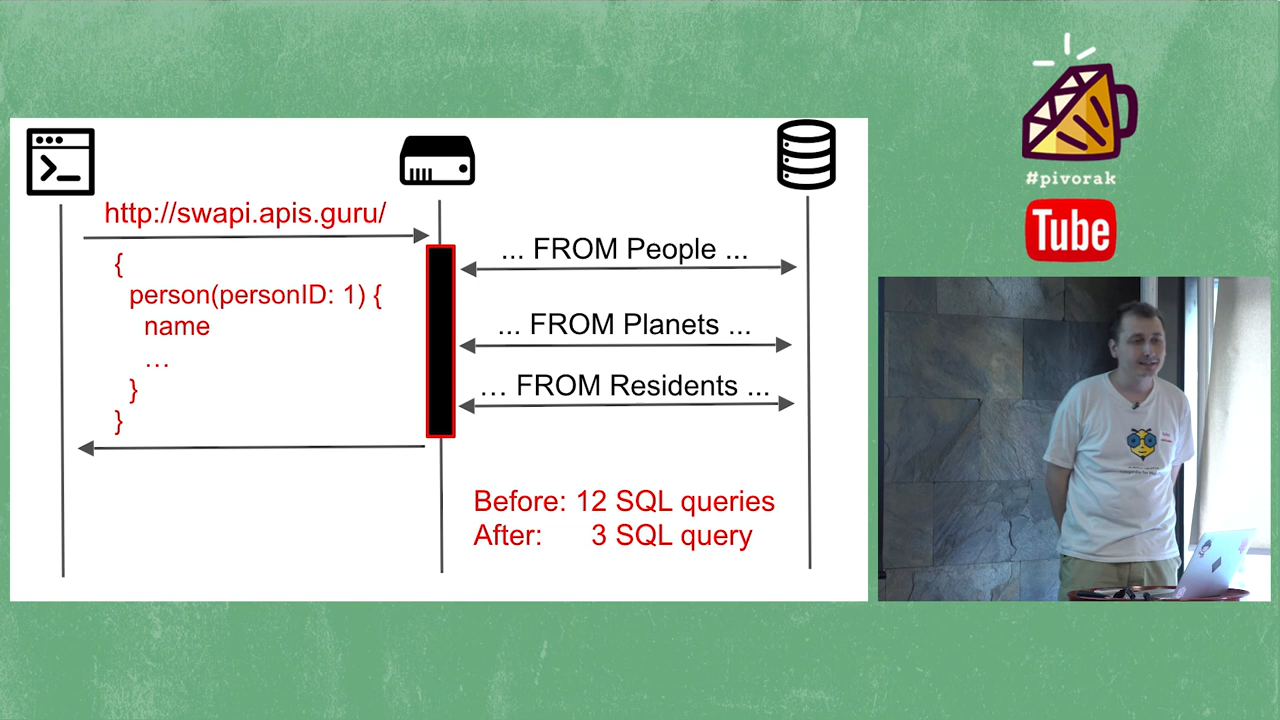 http://swapi.apis.guru/
{
person(personID: 1) {
name
…
}
}
... FROM People ...
... FROM Planets ...
… FROM Residents ...
Before: 12 SQL queries
After: 3 SQL query
#pivorak
Tube